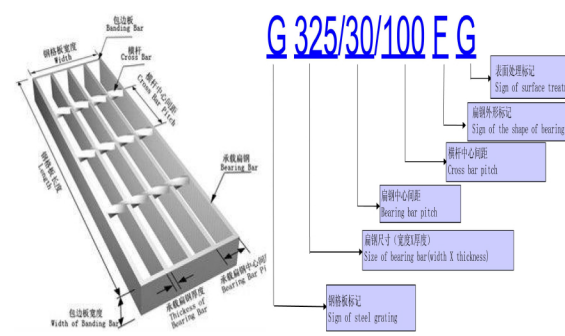 包边板
Banding Bar
钢格板宽度
Width
横杆
Cross Bar
横杆中心间距
Cross Bar
Pitch
钢格板长度
Length
承载扁钢
Bearing Bar
承载扁钢中心间
Bearing Bar Pi
承载扁钢厚度
Thickess of
Bearing Bar
包边板宽度
Width of Banding Bar
G 325/30/100 F G
表面处理标记
Sign of surface treat
扁钢外形标记
Sign of the shape of bearing
横杆中心间距
Cross bar pitch
扁钢中心间距
Bearing bar pitch
扁钢尺寸（宽度X厚度）
Size of bearing bar(width X thickness)
钢格板标记
Sign of steel grating